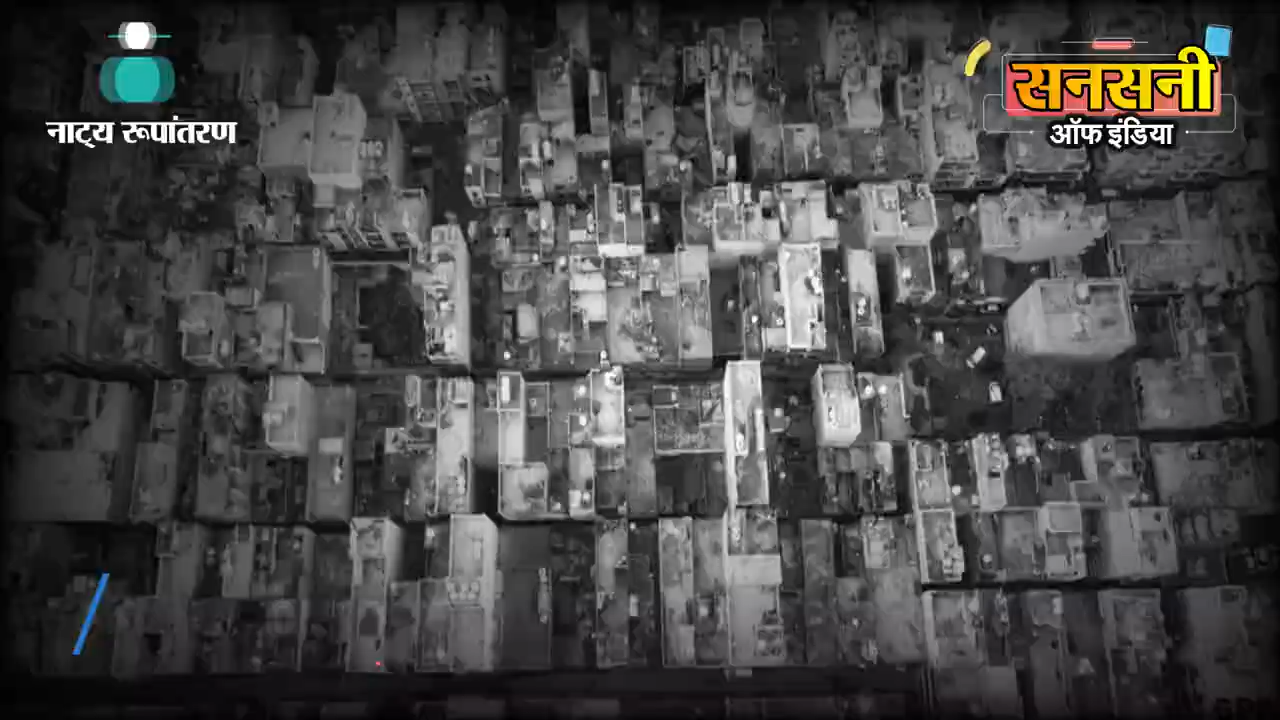 नाट्य रूपांतरण
सनसनी
ऑफ इंडिया